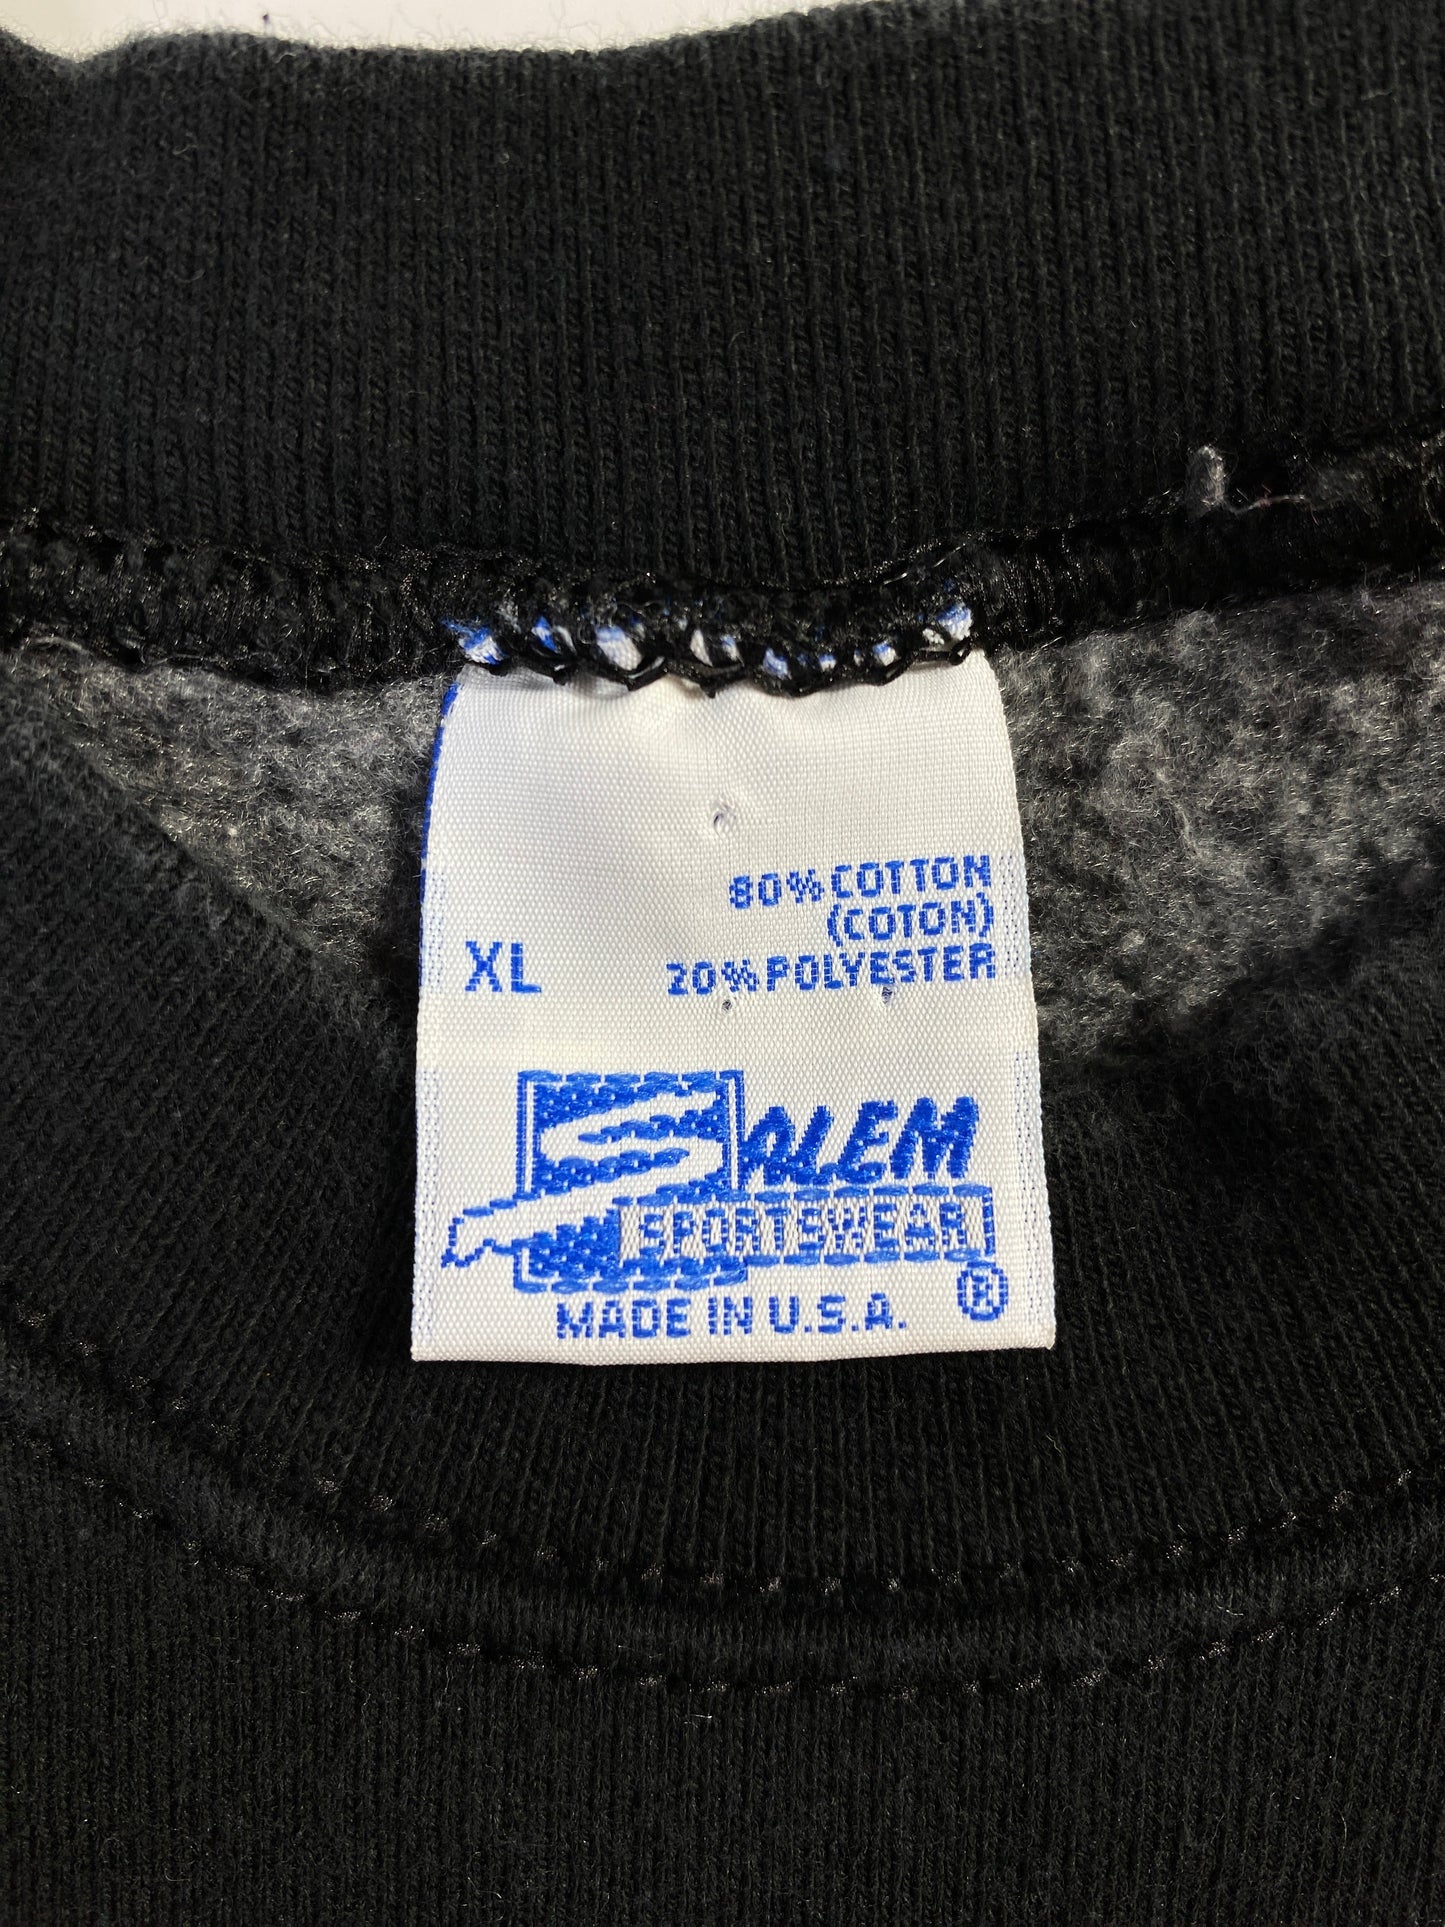 80% COTTON
(COTON)
XL 20% POLYESTER
SALEM
SPORTSWEAR
®
MADE IN U.S.A.